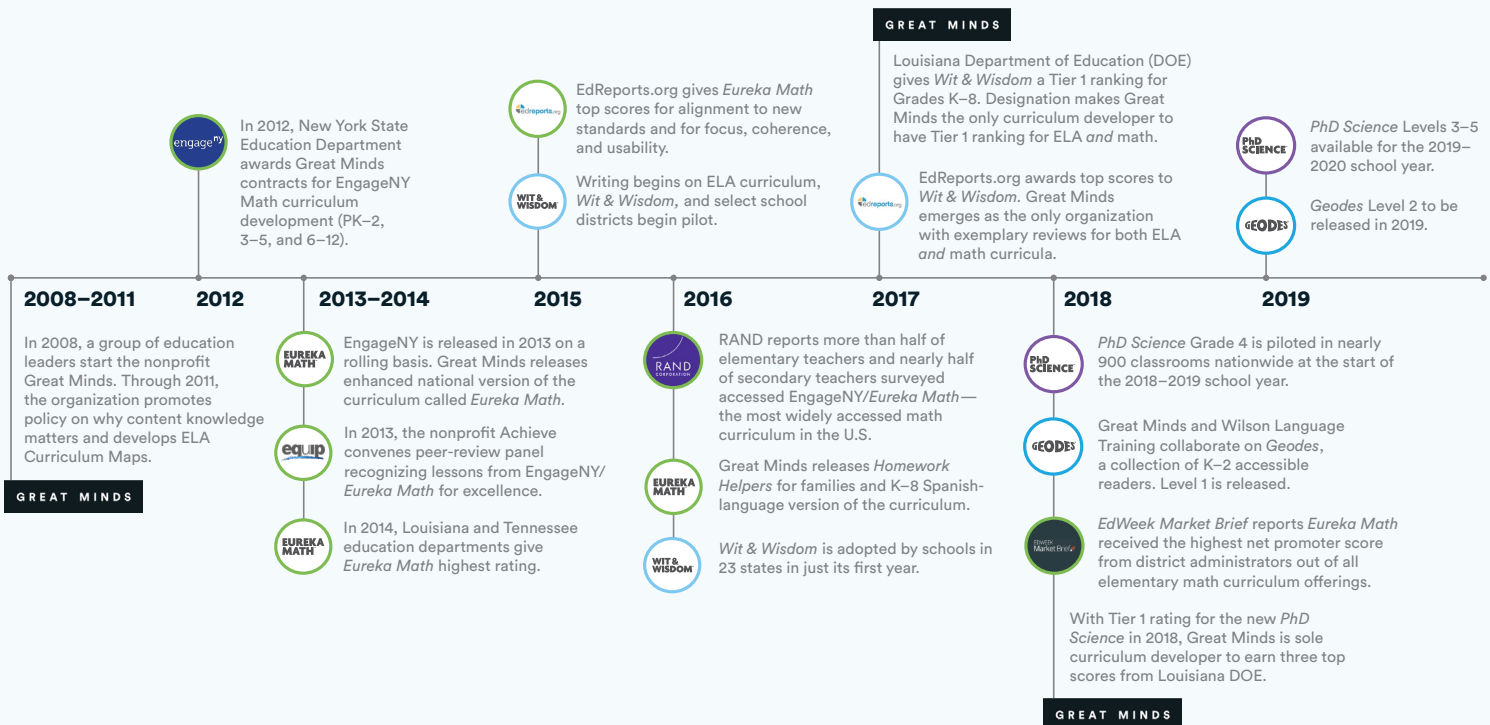 GREAT MINDS
Louisiana Department of Education (DOE)
gives Wit & Wisdom a Tier 1 ranking for
Grades K–8. Designation makes Great
Minds the only curriculum developer to
have Tier 1 ranking for ELA and math.
engage ny
In 2012, New York State
Education Department
awards Great Minds
contracts for EngageNY
Math curriculum
development (PK–2,
3–5, and 6–12).
edreports.org
EdReports.org gives Eureka Math
top scores for alignment to new
standards and for focus, coherence,
and usability.
WIT &
WISDOM
Writing begins on ELA curriculum,
Wit & Wisdom, and select school
districts begin pilot.
edreports.org
EdReports.org awards top scores to
Wit & Wisdom. Great Minds
emerges as the only organization
with exemplary reviews for both ELA
and math curricula.
PhD
SCIENCE
PhD Science Levels 3–5
available for the 2019–
2020 school year.
GEODES
Geodes Level 2 to be
released in 2019.
2008–2011
2012
2013–2014
2015
2016
2017
2018
2019
In 2008, a group of education
leaders start the nonprofit
Great Minds. Through 2011,
the organization promotes
policy on why content knowledge
matters and develops ELA
Curriculum Maps.
GREAT MINDS
EUREKA
MATH
EngageNY is released in 2013 on a
rolling basis. Great Minds releases
enhanced national version of the
curriculum called Eureka Math.
equip
In 2013, the nonprofit Achieve
convenes peer-review panel
recognizing lessons from EngageNY/
Eureka Math for excellence.
EUREKA
MATH
In 2014, Louisiana and Tennessee
education departments give
Eureka Math highest rating.
RAND
CORPORATION
RAND reports more than half of
elementary teachers and nearly half
of secondary teachers surveyed
accessed EngageNY/Eureka Math—
the most widely accessed math
curriculum in the U.S.
EUREKA
MATH
Great Minds releases Homework
Helpers for families and K–8 Spanish-
language version of the curriculum.
WIT &
WISDOM
Wit & Wisdom is adopted by schools in
23 states in just its first year.
PhD
SCIENCE
PhD Science Grade 4 is piloted in nearly
900 classrooms nationwide at the start of
the 2018–2019 school year.
GEODES
Great Minds and Wilson Language
Training collaborate on Geodes,
a collection of K–2 accessible
readers. Level 1 is released.
EDWEEK
Market Brief
EdWeek Market Brief reports Eureka Math
received the highest net promoter score
from district administrators out of all
elementary math curriculum offerings.
With Tier 1 rating for the new PhD
Science in 2018, Great Minds is sole
curriculum developer to earn three top
scores from Louisiana DOE.
GREAT MINDS